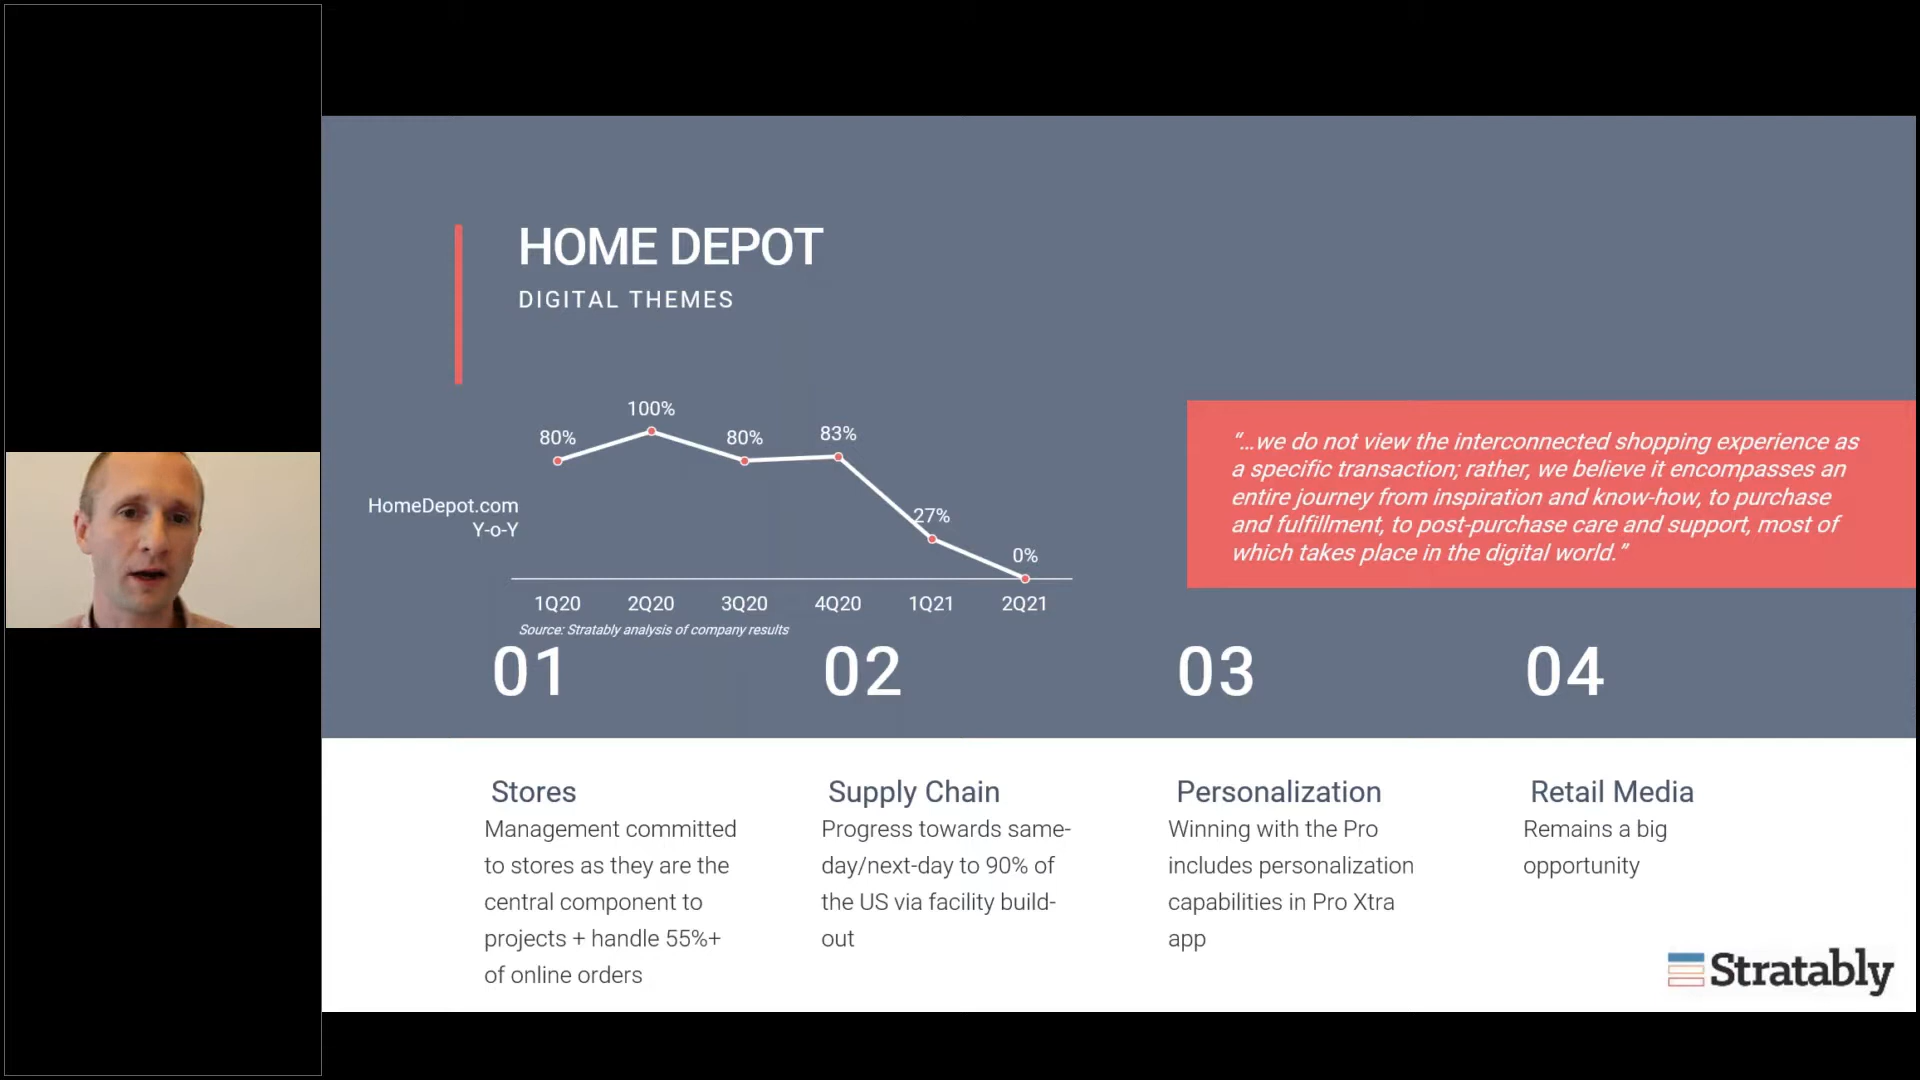 HOME DEPOT
DIGITAL THEMES
80%
100%
80%
83%
27%
0%
HomeDepot.com
Y-o-Y
1Q20
2Q20
3Q20
4Q20
1Q21
2Q21
Source: Stratably analysis of company results
“…we do not view the interconnected shopping experience as
a specific transaction; rather, we believe it encompasses an
entire journey from inspiration and know-how, to purchase
and fulfillment, to post-purchase care and support, most of
which takes place in the digital world.”
01
Stores
Management committed
to stores as they are the
central component to
projects + handle 55%+
of online orders
02
Supply Chain
Progress towards same-
day/next-day to 90% of
the US via facility build-
out
03
Personalization
Winning with the Pro
includes personalization
capabilities in Pro Xtra
app
04
Retail Media
Remains a big
opportunity
Stratably